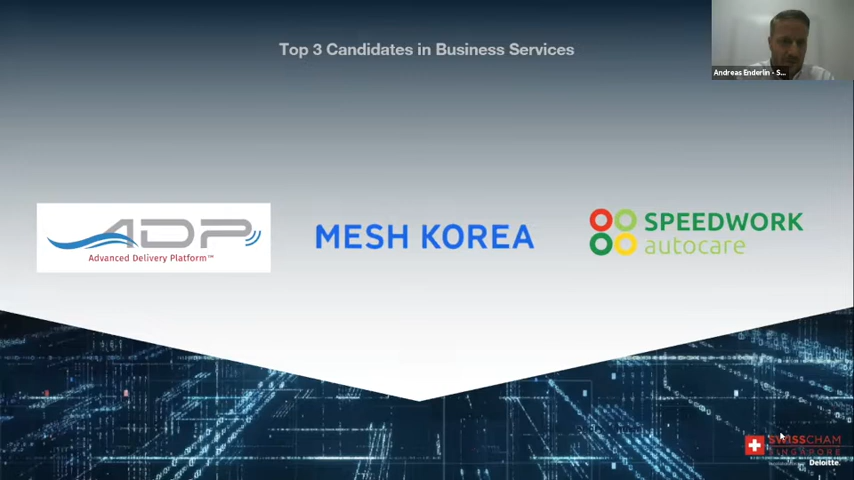 Top 3 Candidates in Business Services
Andreas Enderlin - S...
ADP
Advanced Delivery Platform™
MESH KOREA
SPEEDWORK
autocare
SWISSCHAM
SINGAPORE
Deloitte.